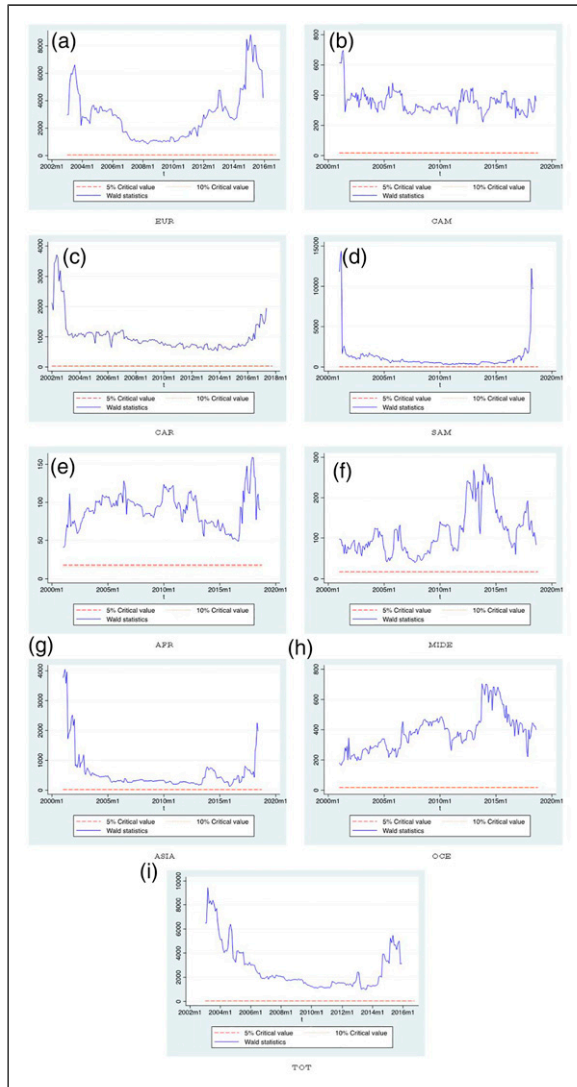 (a)
8000
6000
4000
2000
0
2002m1 2004m1 2006m1 2008m1 2010m1 2012m1 2014m1 2016m1
t
5% Critical value 10% Critical value
Wald statistics
EUR
(b)
800
600
400
200
0
2000m1 2005m1 2010m1 2015m1 2020m1
t
5% Critical value 10% Critical value
Wald statistics
CAM
(c)
4000
3000
2000
1000
0
2002m1 2004m1 2006m1 2008m1 2010m1 2012m1 2014m1 2016m1 2018m1
t
5% Critical value 10% Critical value
Wald statistics
CAR
(d)
15000
10000
5000
0
2000m1 2005m1 2010m1 2015m1 2020m1
t
5% Critical value 10% Critical value
Wald statistics
SAM
(e)
150
100
50
0
2000m1 2005m1 2010m1 2015m1 2020m1
t
5% Critical value 10% Critical value
Wald statistics
AFR
(f)
300
200
100
0
2000m1 2005m1 2010m1 2015m1 2020m1
t
5% Critical value 10% Critical value
Wald statistics
MIDE
(g)
4000
3000
2000
1000
0
2000m1 2005m1 2010m1 2015m1 2020m1
t
5% Critical value 10% Critical value
Wald statistics
ASIA
(h)
800
600
400
200
0
2000m1 2005m1 2010m1 2015m1 2020m1
t
5% Critical value 10% Critical value
Wald statistics
OCE
(i)
10000
8000
6000
4000
2000
0
2002m1 2004m1 2006m1 2008m1 2010m1 2012m1 2014m1 2016m1
t
5% Critical value 10% Critical value
Wald statistics
TOT